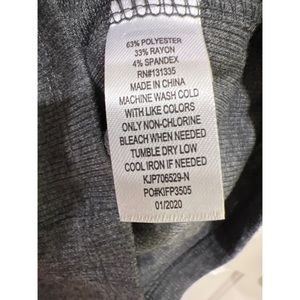 63% POLYESTER
33% RAYON
4% SPANDEX
RN#131335
MADE IN CHINA
MACHINE WASH COLD
WITH LIKE COLORS
ONLY NON-CHLORINE
BLEACH WHEN NEEDED
TUMBLE DRY LOW
COOL IRON IF NEEDED
KJP706529-N
PO#KIFP3505
01/2020